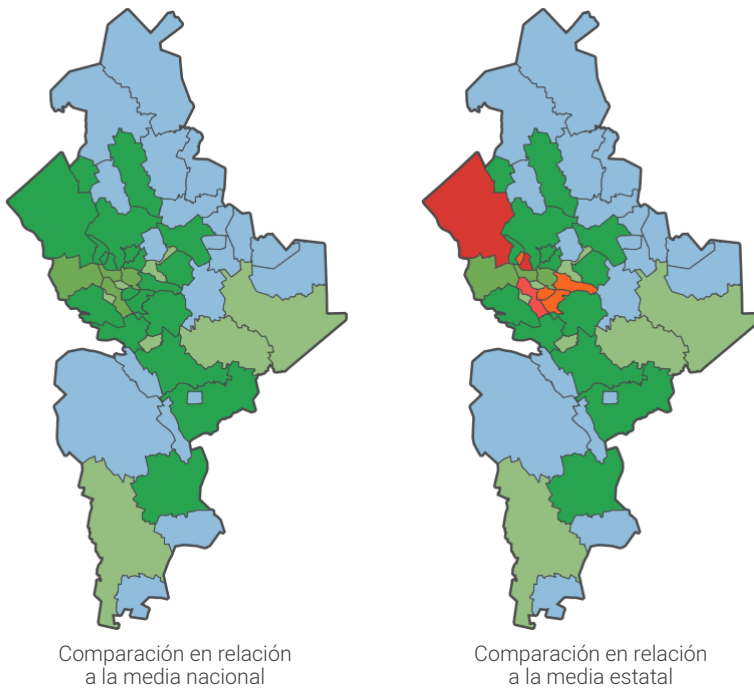 Comparación en relación
a la media nacional
Comparación en relación
a la media estatal